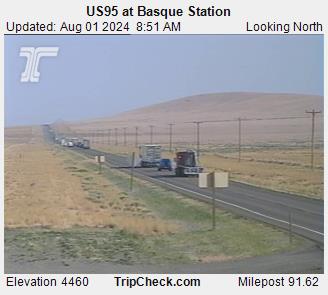 US95 at Basque Station
Updated: Aug 01 2024 8:51 AM Looking North
Elevation 4460 TripCheck.com Milepost 91.62